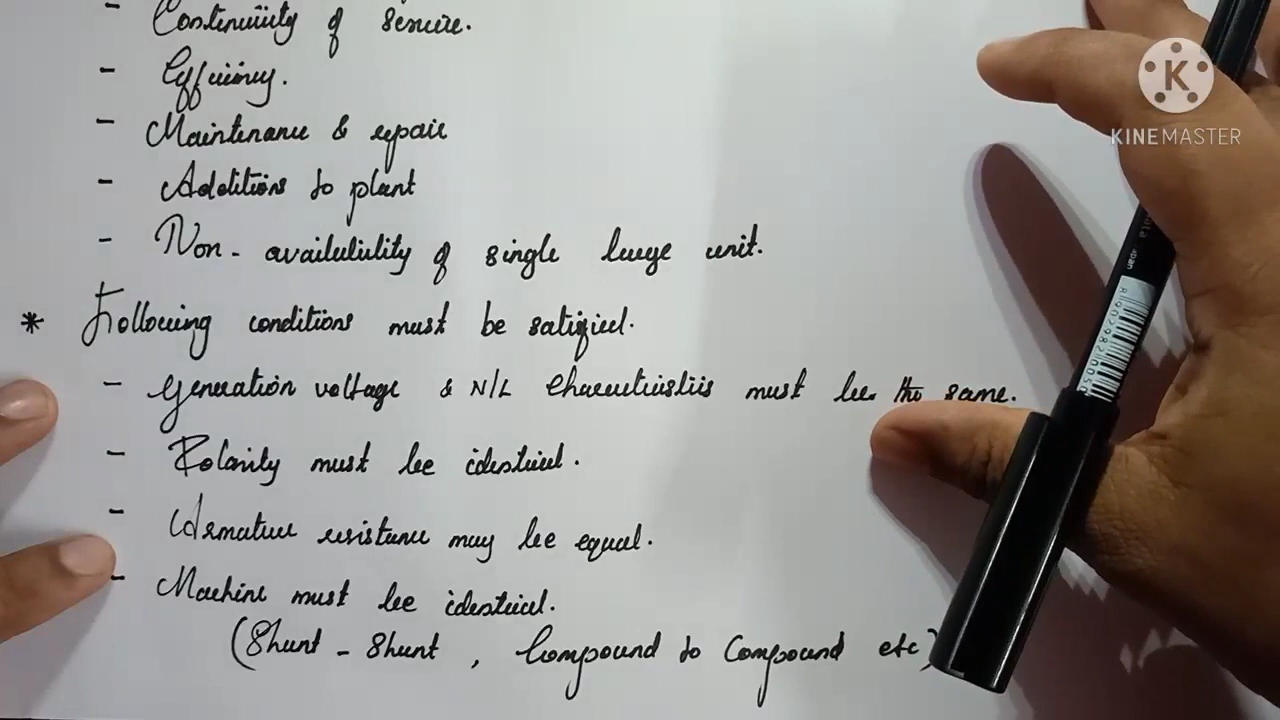 - Continuity of service.
- Efficiency.
- Maintenance & repair
- Additions to plant
- Non-availability of single large unit.
* Following conditions must be satisfied.
- Generation voltage & N/L Characteristics must be the same.
- Polarity must be identical.
- Armature resistance may be equal.
- Machine must be identical.
(Shunt - Shunt, Compound to Compound etc)
K
KINEMASTER